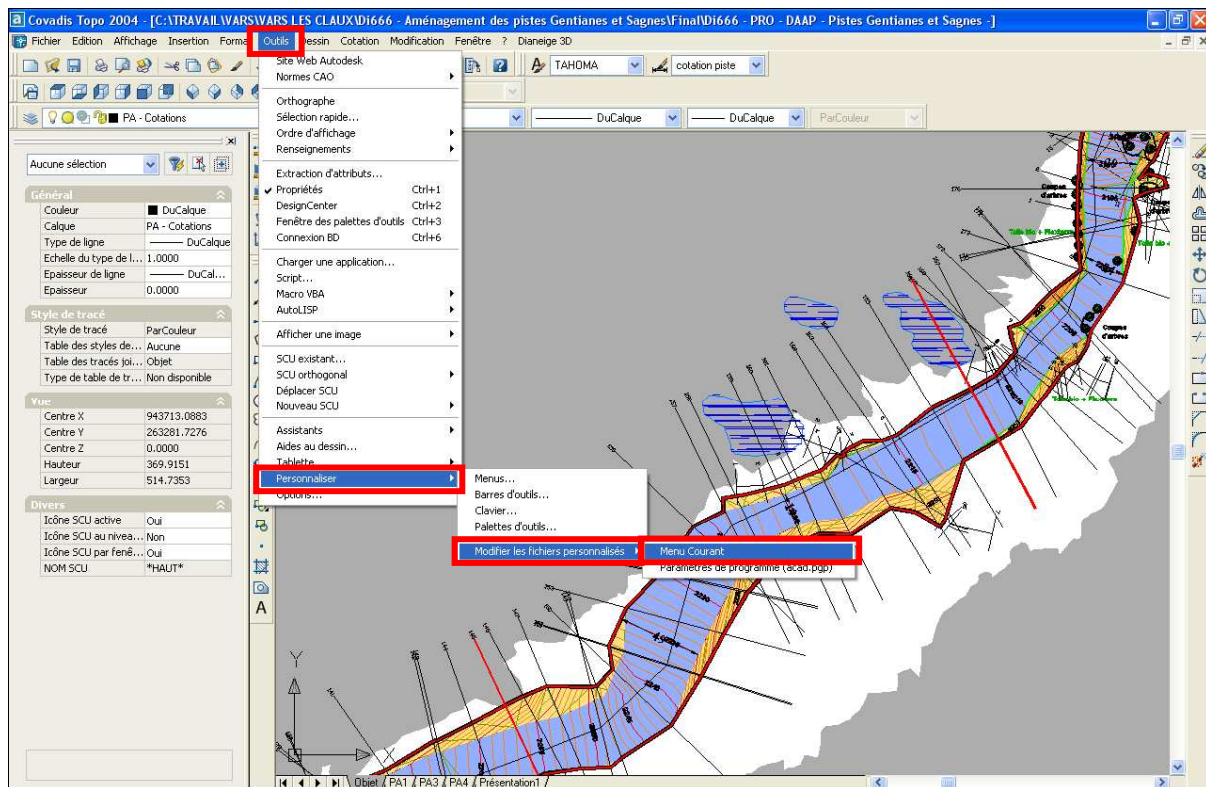 Covadis Topo 2004 - [C:\TRAVAIL\VARS\VARS LES CLAUX\Di666 - Aménagement des pistes Gentianes et Sagnes\Final\Di666 - PRO - DAAP - Pistes Gentianes et Sagnes -]
Fichier Edition Affichage Insertion Forma Outils Dessin Cotation Modification Fenêtre ? Dianeige 3D
TAHOMA cotation piste
PA - Cotations DuCalque DuCalque ParCouleur
Aucune sélection
Général
Couleur DuCalque
Calque PA - Cotations
Type de ligne DuCalque
Echelle du type de l... 1.0000
Epaisseur de ligne DuCal...
Epaisseur 0.0000
Style de tracé
Style de tracé ParCouleur
Table des styles de... Aucune
Table des tracés joi... Objet
Type de table de tr... Non disponible
Vue
Centre X 943713.0883
Centre Y 263281.7276
Centre Z 0.0000
Hauteur 369.9151
Largeur 514.7353
Divers
Icône SCU active Oui
Icône SCU au nivea... Non
Icône SCU par fenê... Oui
NOM SCU *HAUT*
Site Web Autodesk
Normes CAO
Orthographe
Sélection rapide...
Ordre d'affichage
Renseignements
Extraction d'attributs...
Propriétés Ctrl+1
DesignCenter Ctrl+2
Fenêtre des palettes d'outils Ctrl+3
Connexion BD Ctrl+6
Charger une application...
Script...
Macro VBA
AutoLISP
Afficher une image
SCU existant...
SCU orthogonal
Déplacer SCU
Nouveau SCU
Assistants
Aides au dessin...
Tablette
Personnaliser
Options...
Menus...
Barres d'outils...
Clavier...
Palettes d'outils...
Modifier les fichiers personnalisés
Menu Courant
Paramètres de programme (acad.pgp)
A
Coupes
d'arbres
Y
X
Objet PA1 PA3 PA4 Présentation1